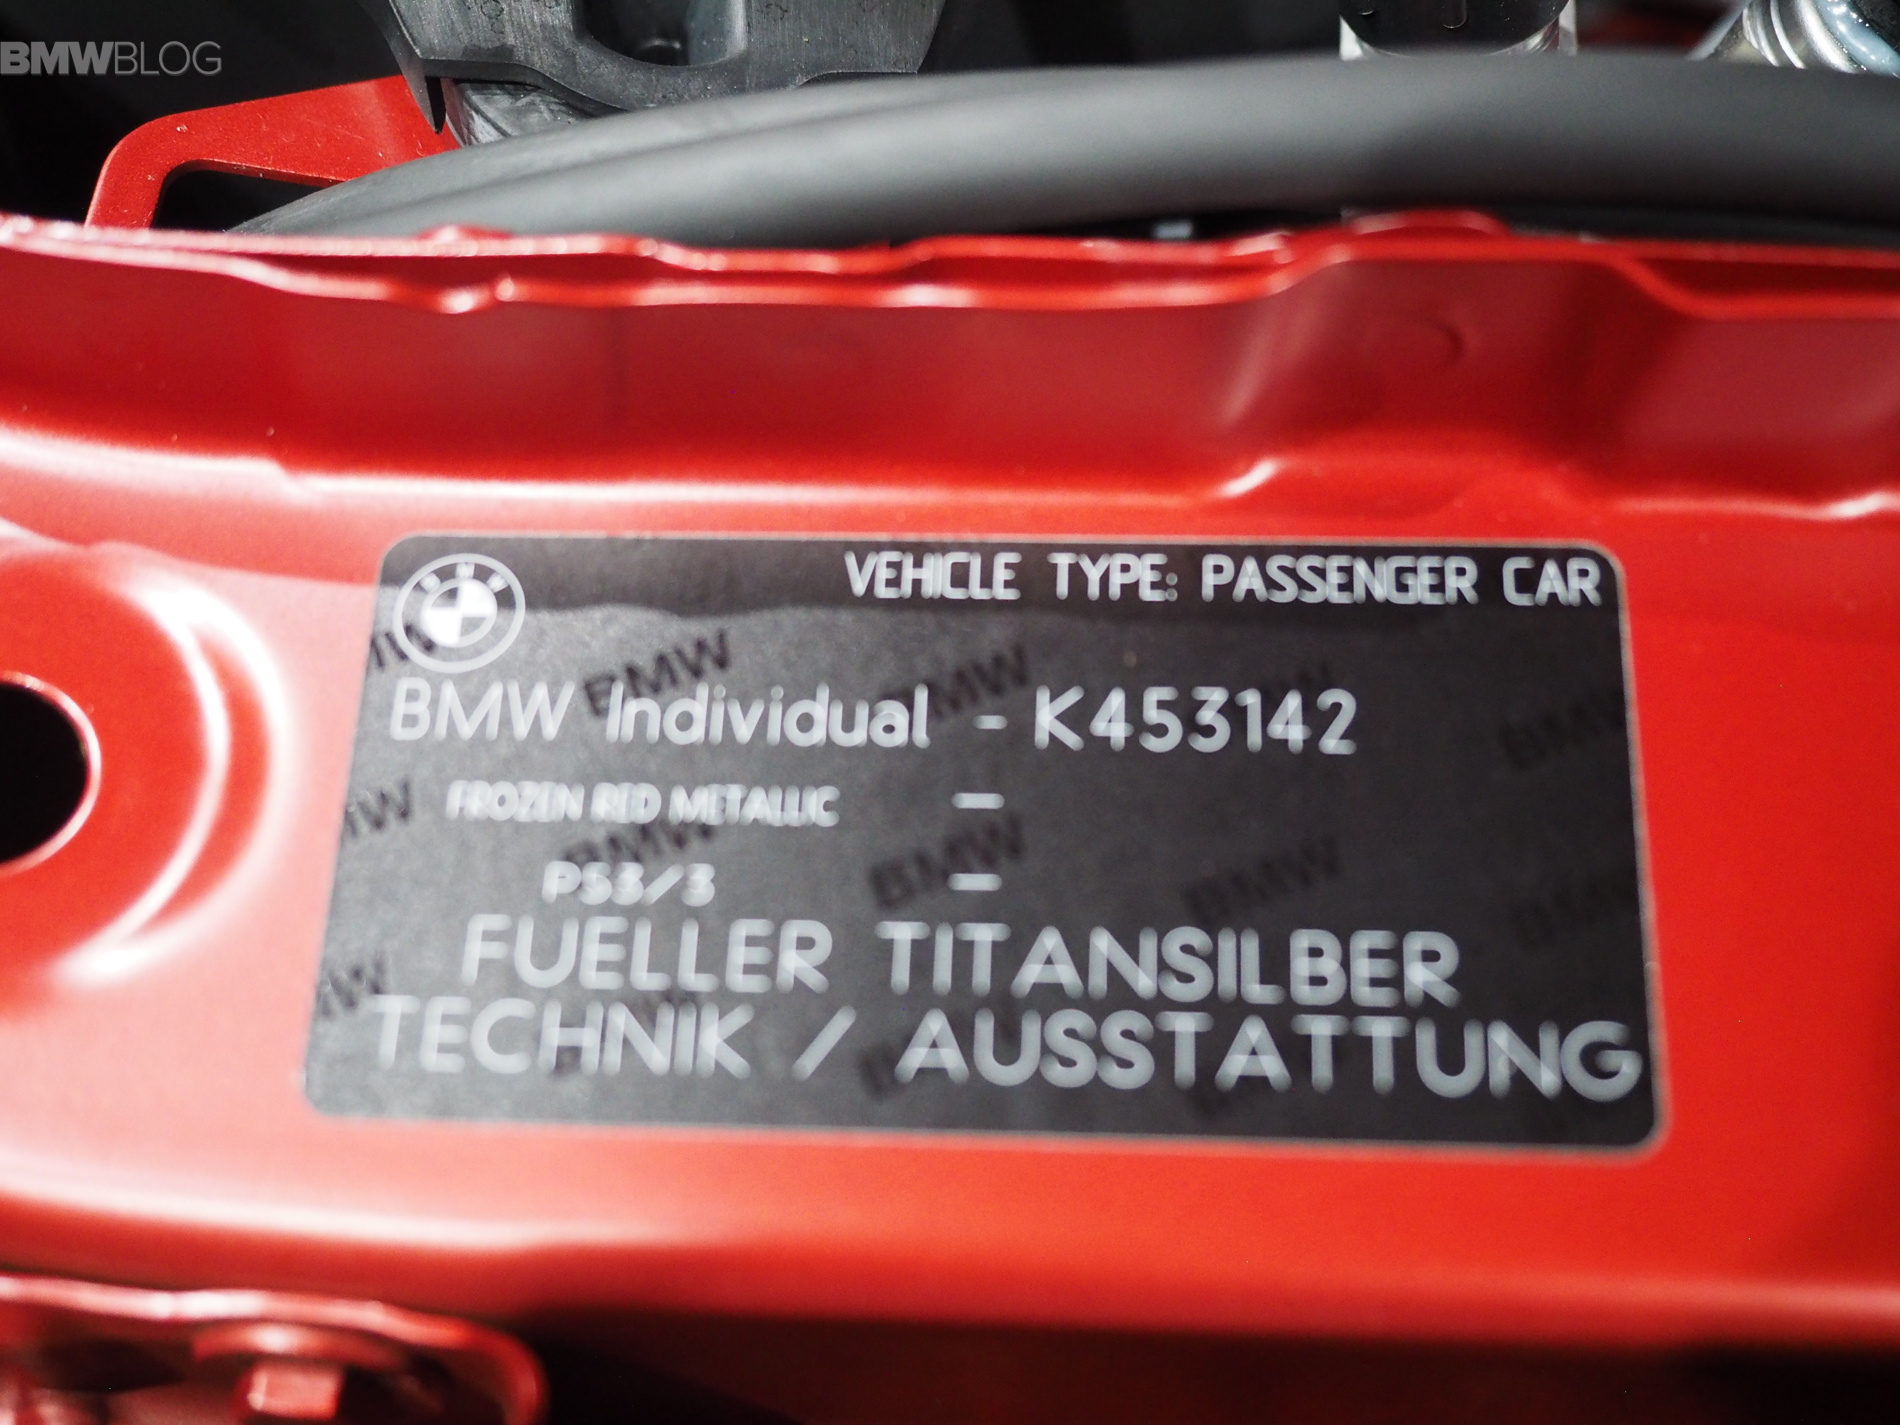 BMWBLOG
VEHICLE TYPE: PASSENGER CAR
BMW Individual - K453142
FROZEN RED METALLIC -
PS3/3 -
FUELLER TITANSILBER
TECHNIK / AUSSTATTUNG